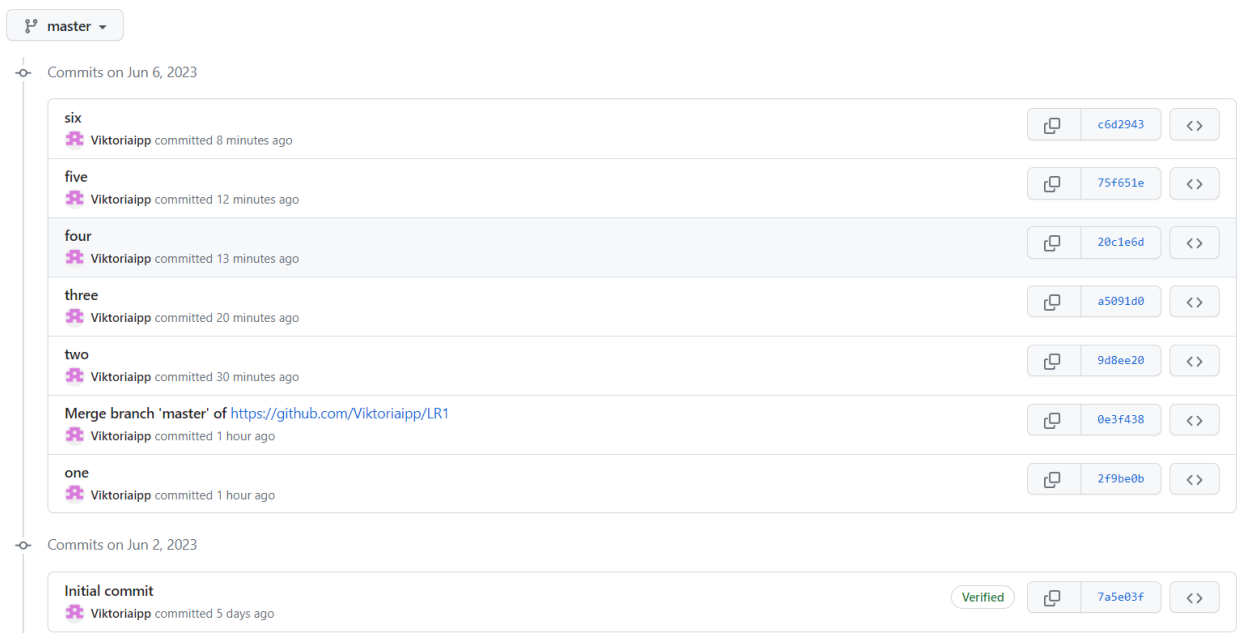 master
Commits on Jun 6, 2023
six
Viktoriaipp committed 8 minutes ago
c6d2943
five
Viktoriaipp committed 12 minutes ago
75f651e
four
Viktoriaipp committed 13 minutes ago
20c1e6d
three
Viktoriaipp committed 20 minutes ago
a5091d0
two
Viktoriaipp committed 30 minutes ago
9d8ee20
Merge branch 'master' of https://github.com/Viktoriaipp/LR1
Viktoriaipp committed 1 hour ago
0e3f438
one
Viktoriaipp committed 1 hour ago
2f9be0b
Commits on Jun 2, 2023
Initial commit
Viktoriaipp committed 5 days ago
Verified
7a5e03f